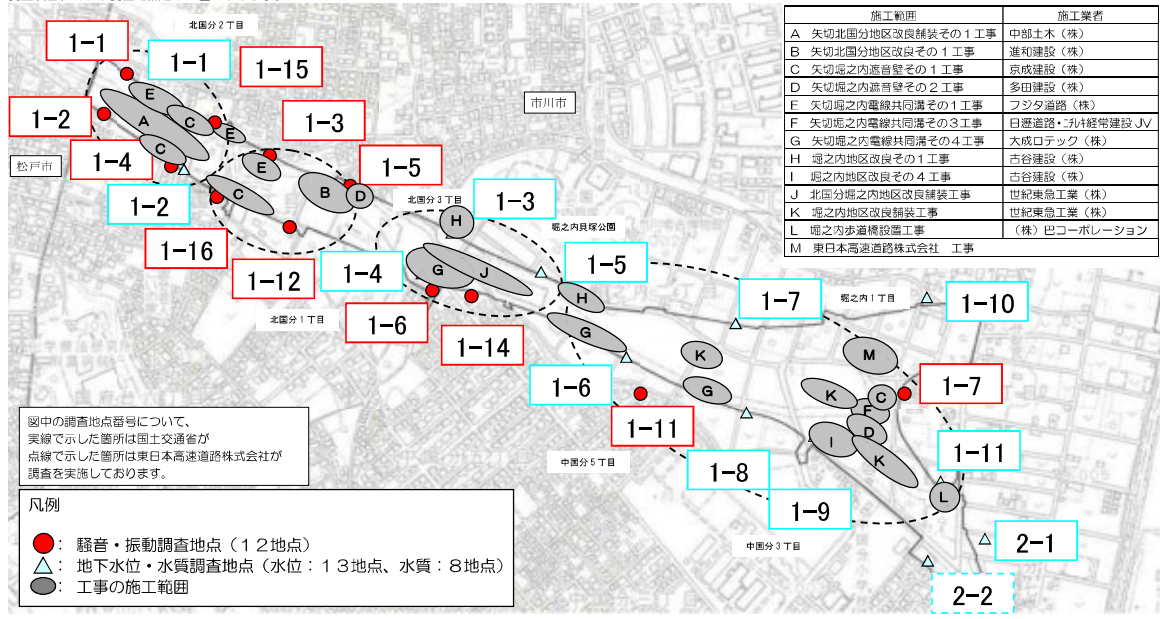 北国分2丁目
1-1
1-1
1-15
1-2
1-3
1-4
1-5
松戸市
市川市
1-2
1-16
1-12
北国分3丁目
1-3
堀之内貝塚公園
1-4
1-5
1-7
堀之内1丁目
1-10
北国分1丁目
1-6
1-14
1-6
1-7
1-11
中国分5丁目
1-8
1-9
1-11
中国分3丁目
2-1
2-2
E
C
E
A
C
E
C
B
D
H
G
J
H
G
K
G
M
K
C
F
D
I
K
L
施工範囲 施工業者
A 矢切北国分地区改良舗装その1工事 中部土木(株)
B 矢切北国分地区改良その1工事 進和建設(株)
C 矢切堀之内遮音壁その1工事 京成建設(株)
D 矢切堀之内遮音壁その2工事 多田建設(株)
E 矢切堀之内電線共同溝その1工事 フジタ道路(株)
F 矢切堀之内電線共同溝その3工事
G 矢切堀之内電線共同溝その4工事 大成ロテック(株)
H 堀之内地区改良その1工事 古谷建設(株)
I 堀之内地区改良その4工事 古谷建設(株)
J 北国分堀之内地区改良舗装工事 世紀東急工業(株)
K 堀之内地区改良舗装工事 世紀東急工業(株)
L 堀之内歩道橋設置工事 (株)巴コーポレーション
M 東日本高速道路株式会社 工事
図中の調査地点番号について、
実線で示した箇所は国土交通省が
点線で示した箇所は東日本高速道路株式会社が
調査を実施しております。
凡例
: 騒音・振動調査地点(12地点)
: 地下水位・水質調査地点(水位:13地点、水質:8地点)
: 工事の施工範囲